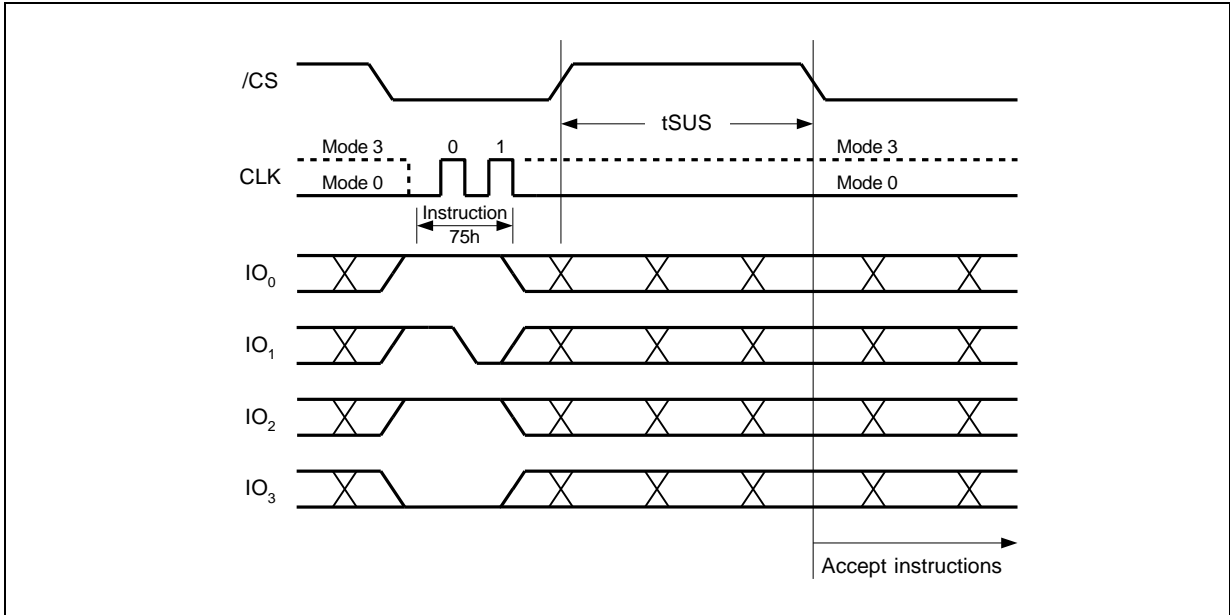 /CS
tSUS
Mode 3 0 1 Mode 3
CLK
Mode 0 Mode 0
Instruction
75h
IO0
IO1
IO2
IO3
Accept instructions